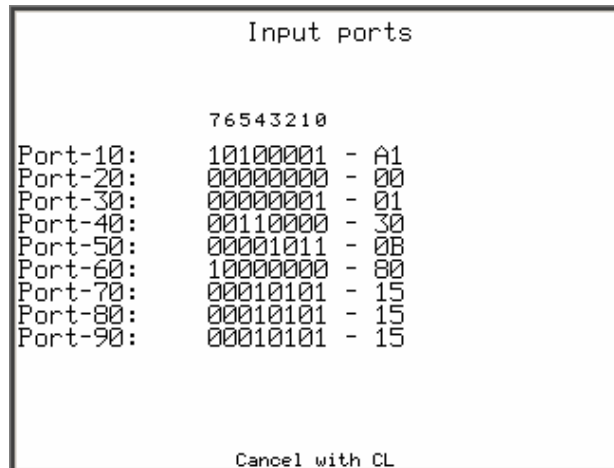 Input ports
76543210
Port-10: 10100001 - A1
Port-20: 00000000 - 00
Port-30: 00000001 - 01
Port-40: 00110000 - 30
Port-50: 00001011 - 0B
Port-60: 10000000 - 80
Port-70: 00010101 - 15
Port-80: 00010101 - 15
Port-90: 00010101 - 15
Cancel with CL